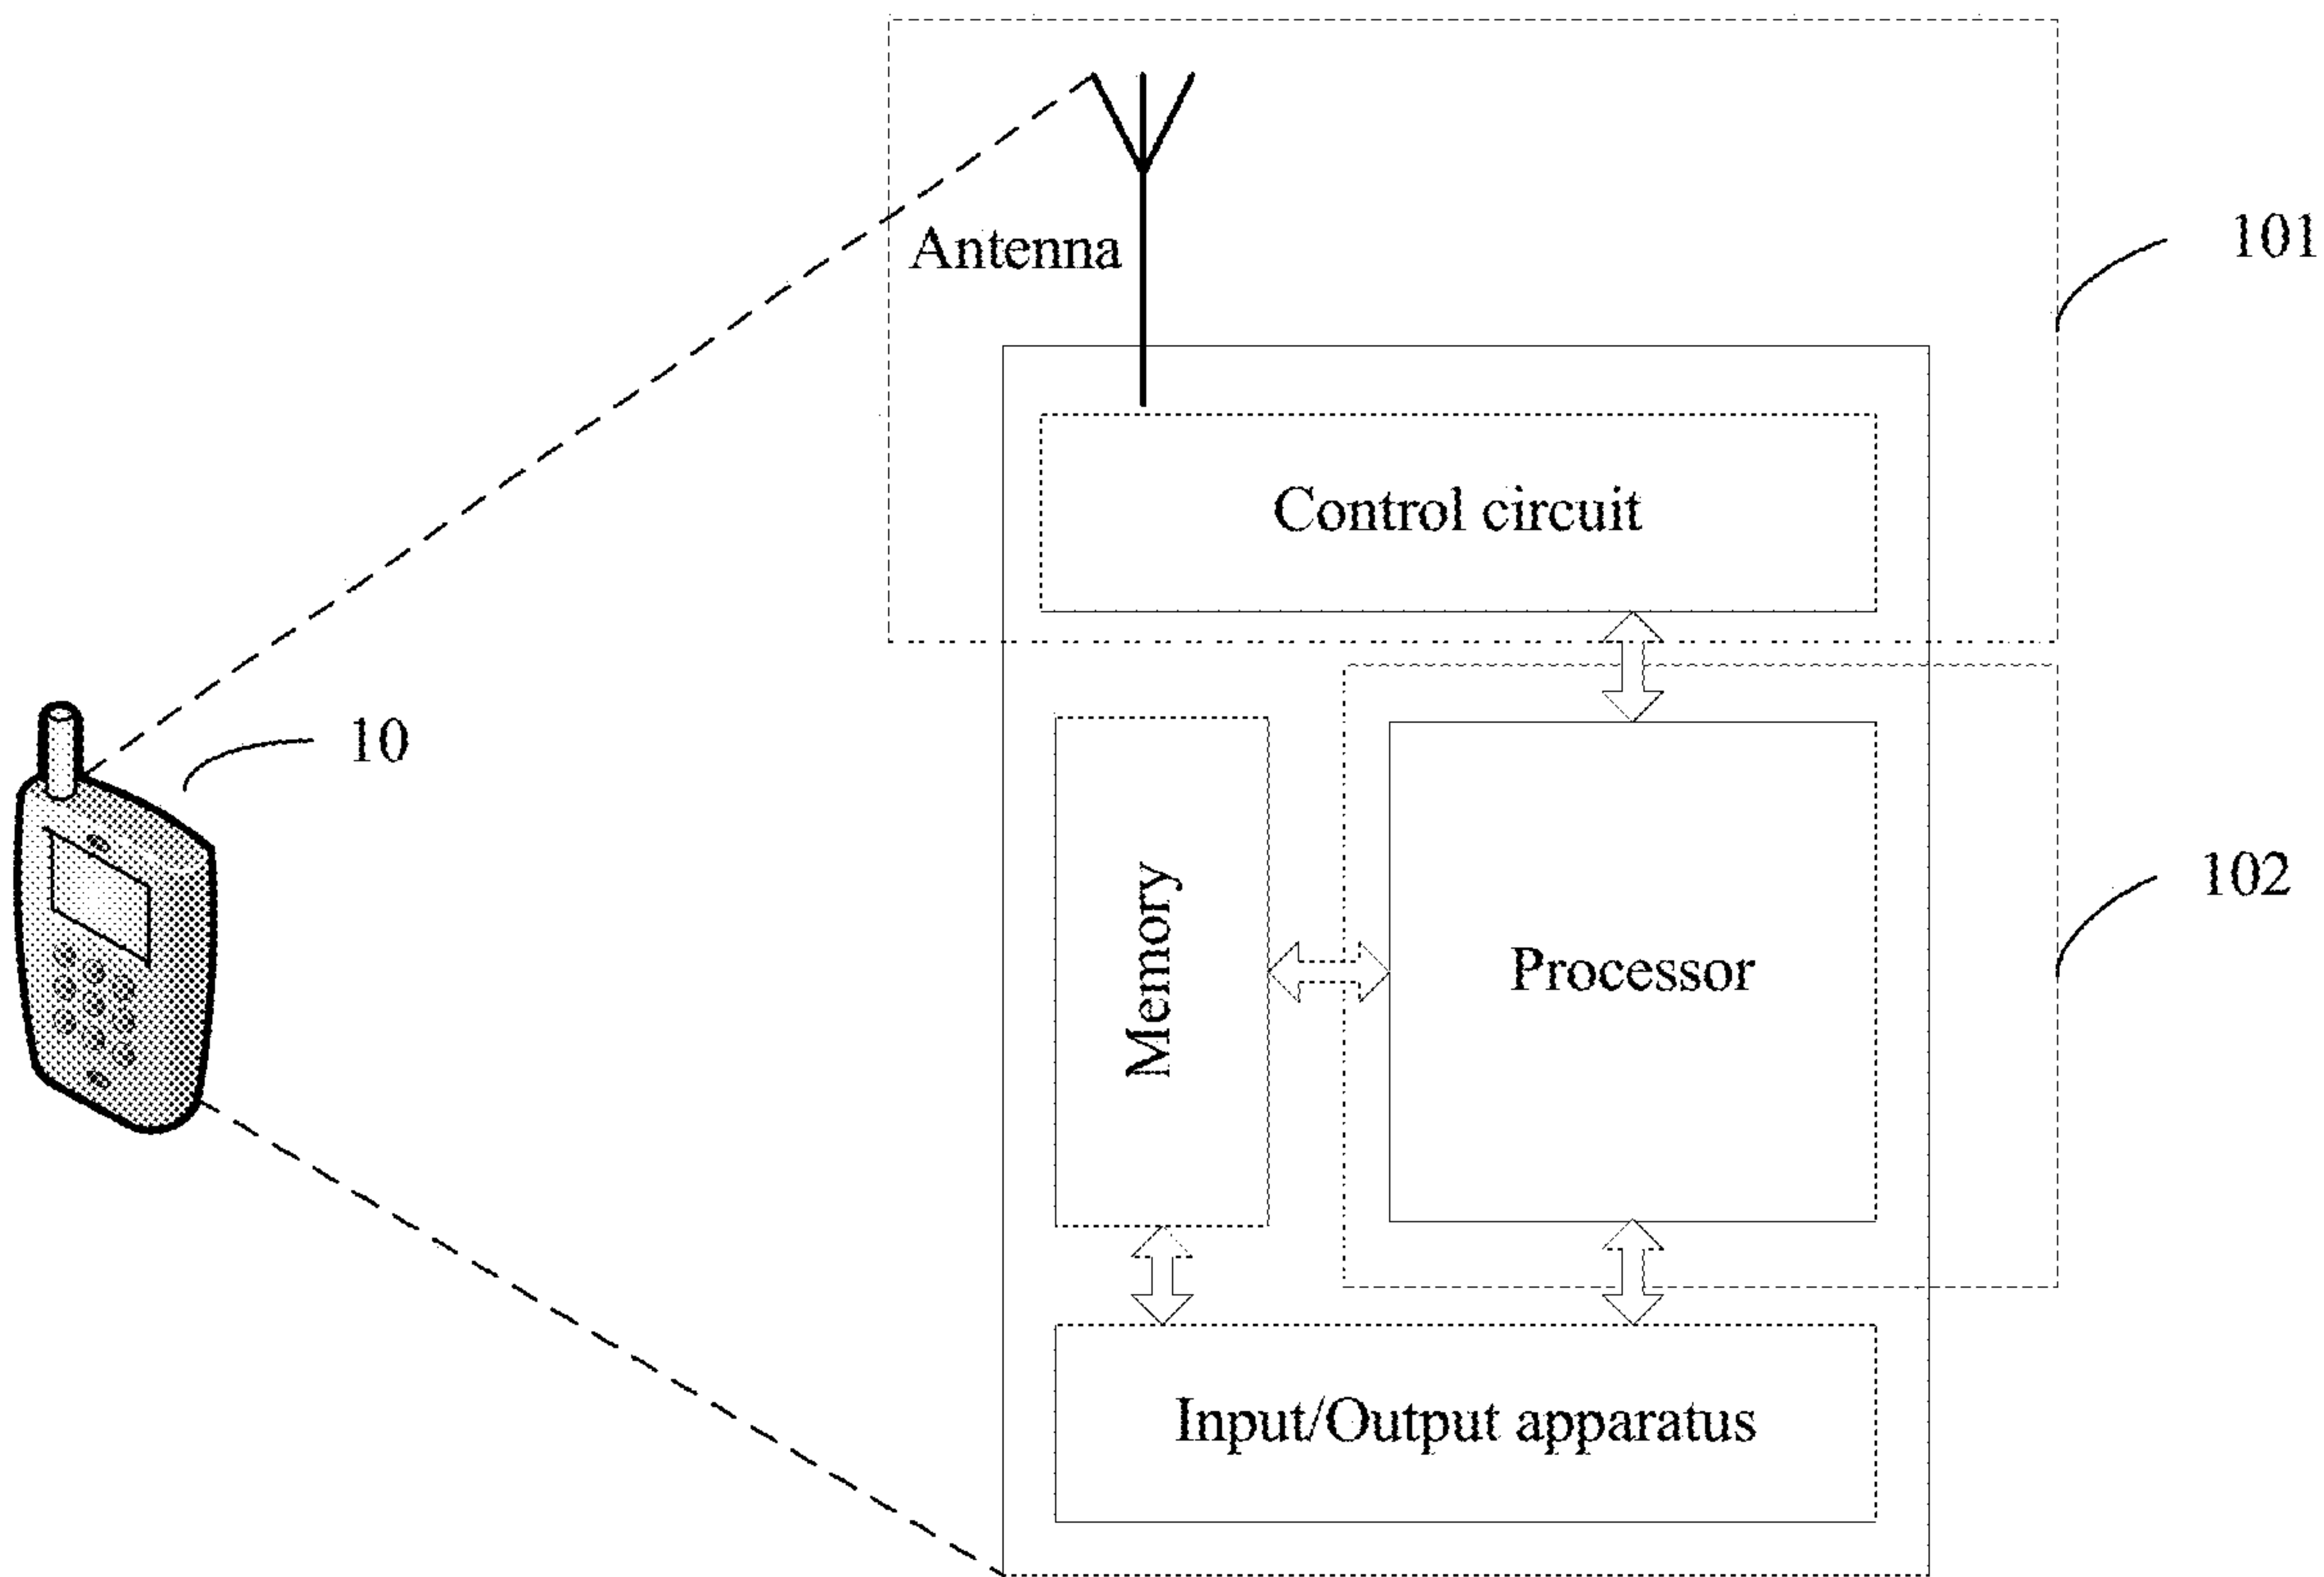 Antenna
101
Control circuit
10
102
Memory
Processor
Input/Output apparatus